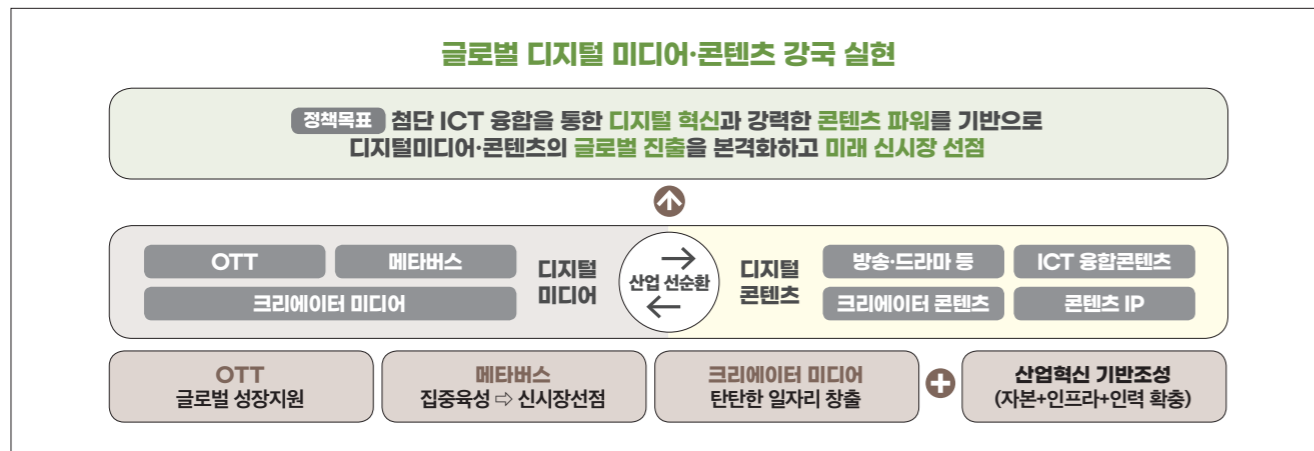 글로벌 디지털 미디어·콘텐츠 강국 실현
정책목표 첨단 ICT 융합을 통한 디지털 혁신과 강력한 콘텐츠 파워를 기반으로
디지털미디어·콘텐츠의 글로벌 진출을 본격화하고 미래 신시장 선점
OTT
메타버스
크리에이터 미디어
디지털
미디어
산업 선순환
디지털
콘텐츠
방송·드라마 등
ICT 융합콘텐츠
크리에이터 콘텐츠
콘텐츠 IP
OTT
글로벌 성장지원
메타버스
집중육성 ⇨ 신시장선점
크리에이터 미디어
탄탄한 일자리 창출
산업혁신 기반조성
(자본+인프라+인력 확충)